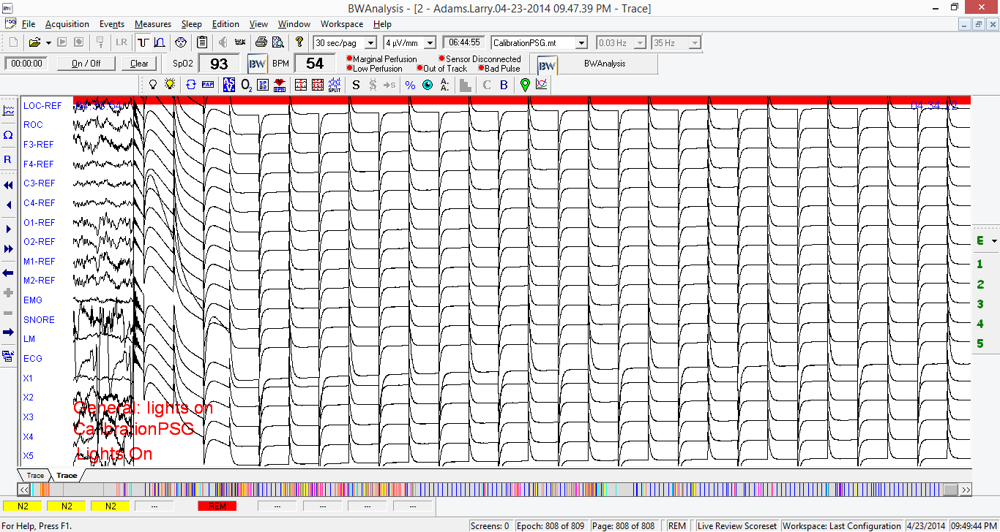 BWAnalysis - [2 - Adams.Larry.04-23-2014 09.47.39 PM - Trace]
File Acquisition Events Measures Sleep Edition View Window Workspace Help
LR 30 sec/pag 4 µV/mm 06:44:55 CalibrationPSG.mt 0.03 Hz 35 Hz
00:00:00 On / Off Clear SpO2 93 BW BPM 54 Marginal Perfusion Sensor Disconnected
Low Perfusion Out of Track Bad Pulse BW BWAnalysis
PAP O2 SPLIT S $ →S % A: C B
LOC-REF
ROC
F3-REF
F4-REF
C3-REF
C4-REF
O1-REF
O2-REF
M1-REF
M2-REF
EMG
SNORE
LM
ECG
X1
X2
X3
X4
X5
General : lights on
CalibrationPSG
Lights On
Ω
R
E
1
2
3
4
5
Trace Trace
<< >>
N2 N2 N2 --- REM --- --- --- ---
For Help, Press F1. Screens: 0 Epoch: 808 of 809 Page: 808 of 808 REM Live Review Scoreset Workspace: Last Configuration 4/23/2014 09:49:44 PM